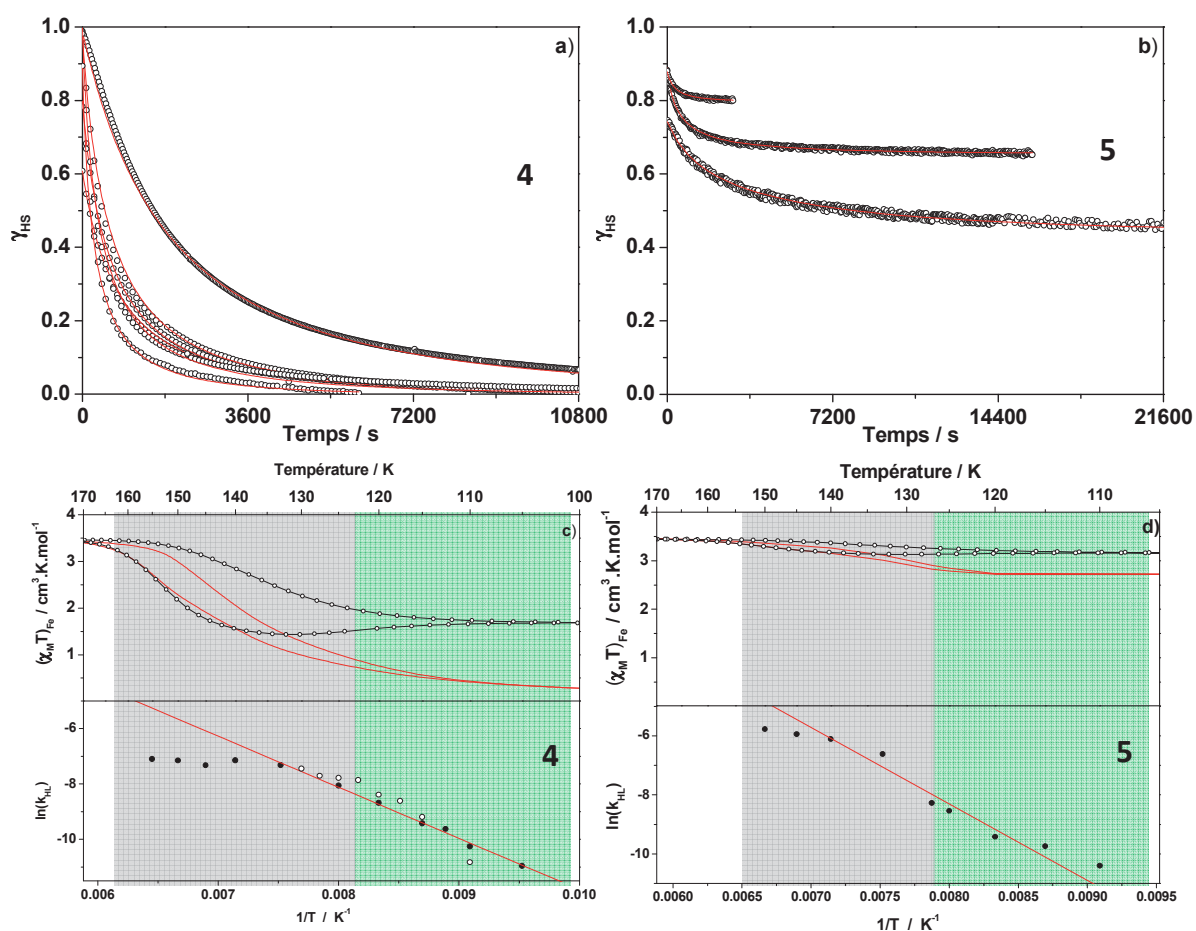 a)
b)
1.0
0.8
0.6
0.4
0.2
0.0
γHS
4
0
3600
7200
10800
Temps / s
1.0
0.8
0.6
0.4
0.2
0.0
γHS
5
0
7200
14400
21600
Temps / s
Température / K
170 160 150 140 130 120 110 100
c)
4
3
2
1
(χMT)Fe / cm³.K.mol⁻¹
-6
-8
-10
ln(kHL)
4
0.006 0.007 0.008 0.009 0.010
1/T / K⁻¹
Température / K
170 160 150 140 130 120 110
d)
4
3
2
1
(χMT)Fe / cm³.K.mol⁻¹
-6
-8
-10
ln(kHL)
5
0.0060 0.0065 0.0070 0.0075 0.0080 0.0085 0.0090 0.0095
1/T / K⁻¹